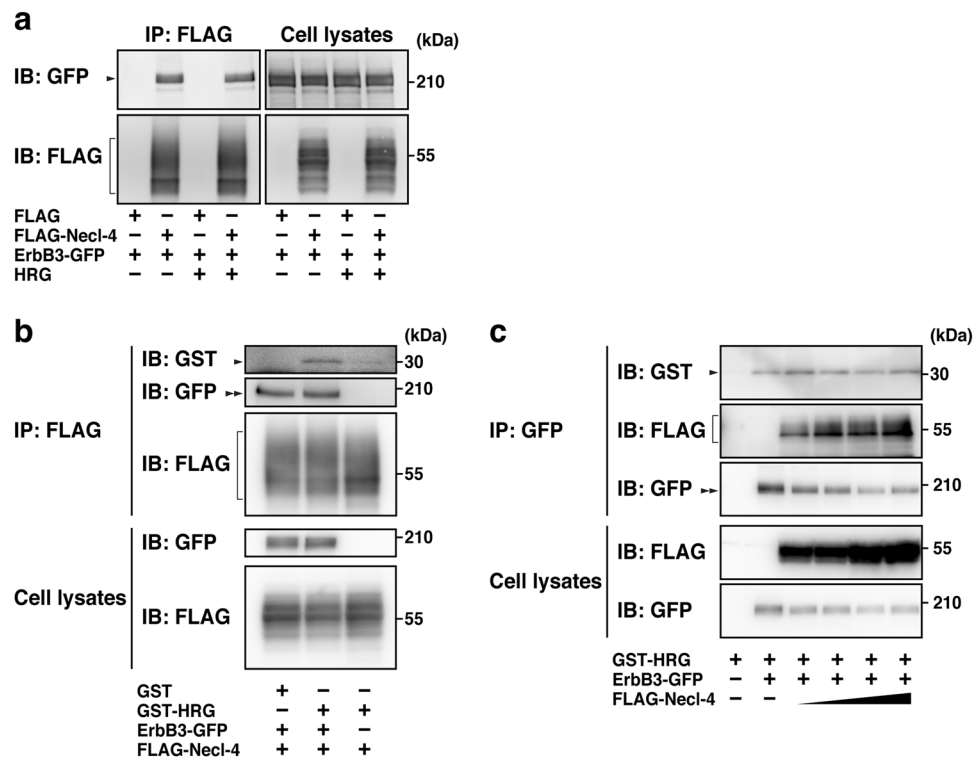 a
IP: FLAG Cell lysates (kDa)
IB: GFP 210
IB: FLAG 55
FLAG + − + − + − + −
FLAG-Necl-4 − + − + − + − +
ErbB3-GFP + + + + + + + +
HRG − − + + − − + +
b
(kDa)
IP: FLAG
IB: GST 30
IB: GFP 210
IB: FLAG 55
Cell lysates
IB: GFP 210
IB: FLAG 55
GST + − −
GST-HRG − + +
ErbB3-GFP + + −
FLAG-Necl-4 + + +
c
(kDa)
IP: GFP
IB: GST 30
IB: FLAG 55
IB: GFP 210
Cell lysates
IB: FLAG 55
IB: GFP 210
GST-HRG + + + + + +
ErbB3-GFP − + + + + +
FLAG-Necl-4 − −